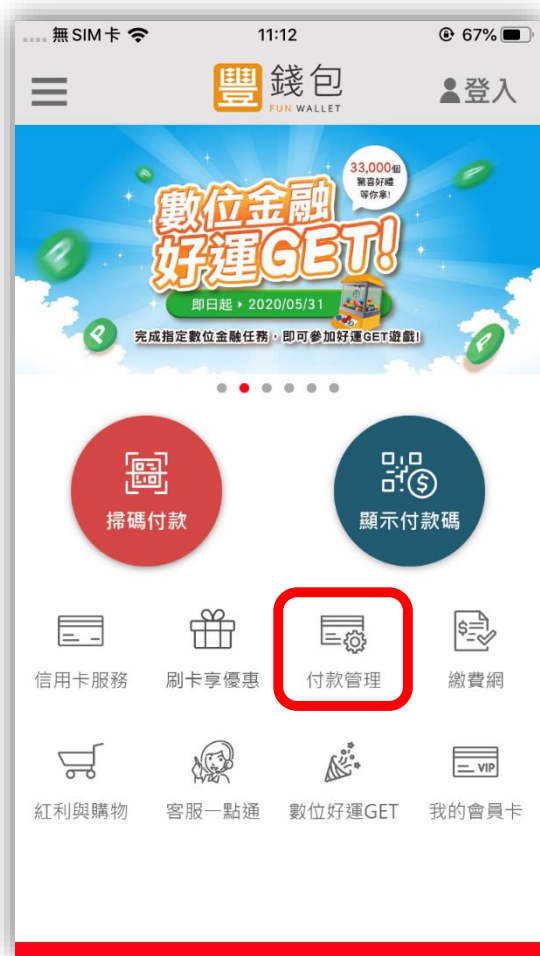 無SIM卡
11:12
67%
豐 錢包
FUN WALLET
登入
33,000個
驚喜好禮
等你拿!
數位金融
好運GET!
即日起 ▸ 2020/05/31
完成指定數位金融任務,即可參加好運GET遊戲!
掃碼付款
顯示付款碼
信用卡服務
刷卡享優惠
付款管理
繳費網
VIP
紅利與購物
客服一點通
數位好運GET
我的會員卡